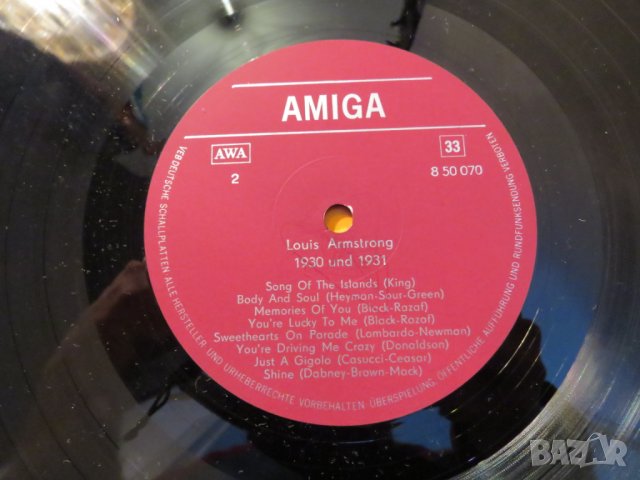 AMIGA
AWA
33
2
8 50 070
Louis Armstrong
1930 und 1931
Song Of The Islands (King)
Body And Soul (Heyman-Sour-Green)
Memories Of You (Black-Razaf)
You're Lucky To Me (Black-Razaf)
Sweethearts On Parade (Lombardo-Newman)
You're Driving Me Crazy (Donaldson)
Just A Gigolo (Casucci-Ceasar)
Shine (Dabney-Brown-Mack)
VEB DEUTSCHE SCHALLPLATTEN ALLE HERSTELLER- UND URHEBERRECHTE VORBEHALTEN ÜBERSPIELUNG, ÖFFENTLICHE AUFFÜHRUNG UND RUNDFUNKSENDUNG VERBOTEN
BAZAR